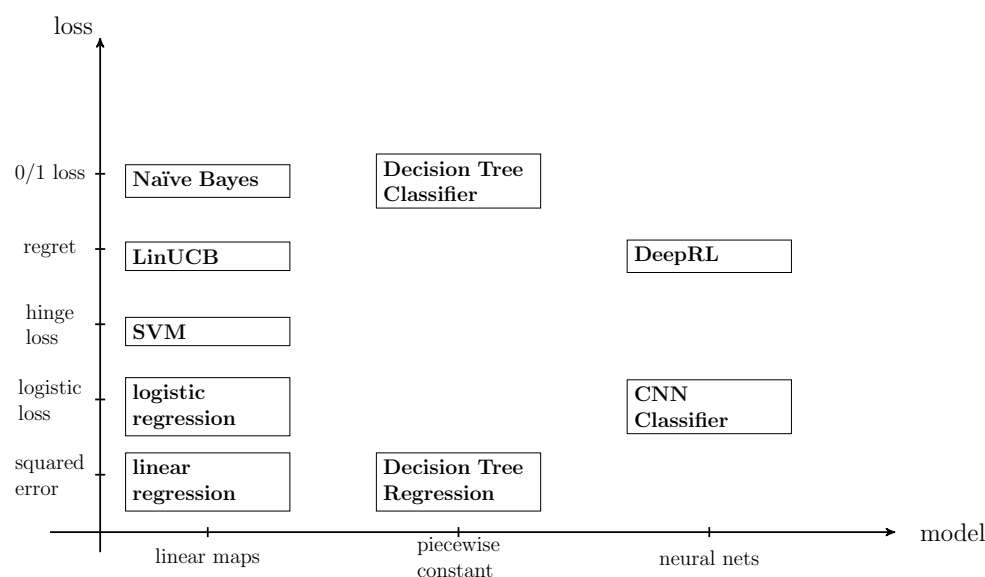 loss
0/1 loss
Naïve Bayes
Decision Tree
Classifier
regret
LinUCB
DeepRL
hinge
loss
SVM
logistic
loss
logistic
regression
CNN
Classifier
squared
error
linear
regression
Decision Tree
Regression
model
linear maps
piecewise
constant
neural nets